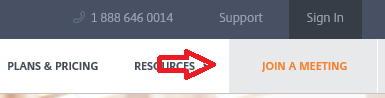 1 888 646 0014 Support Sign In
PLANS & PRICING RESOURCES JOIN A MEETING